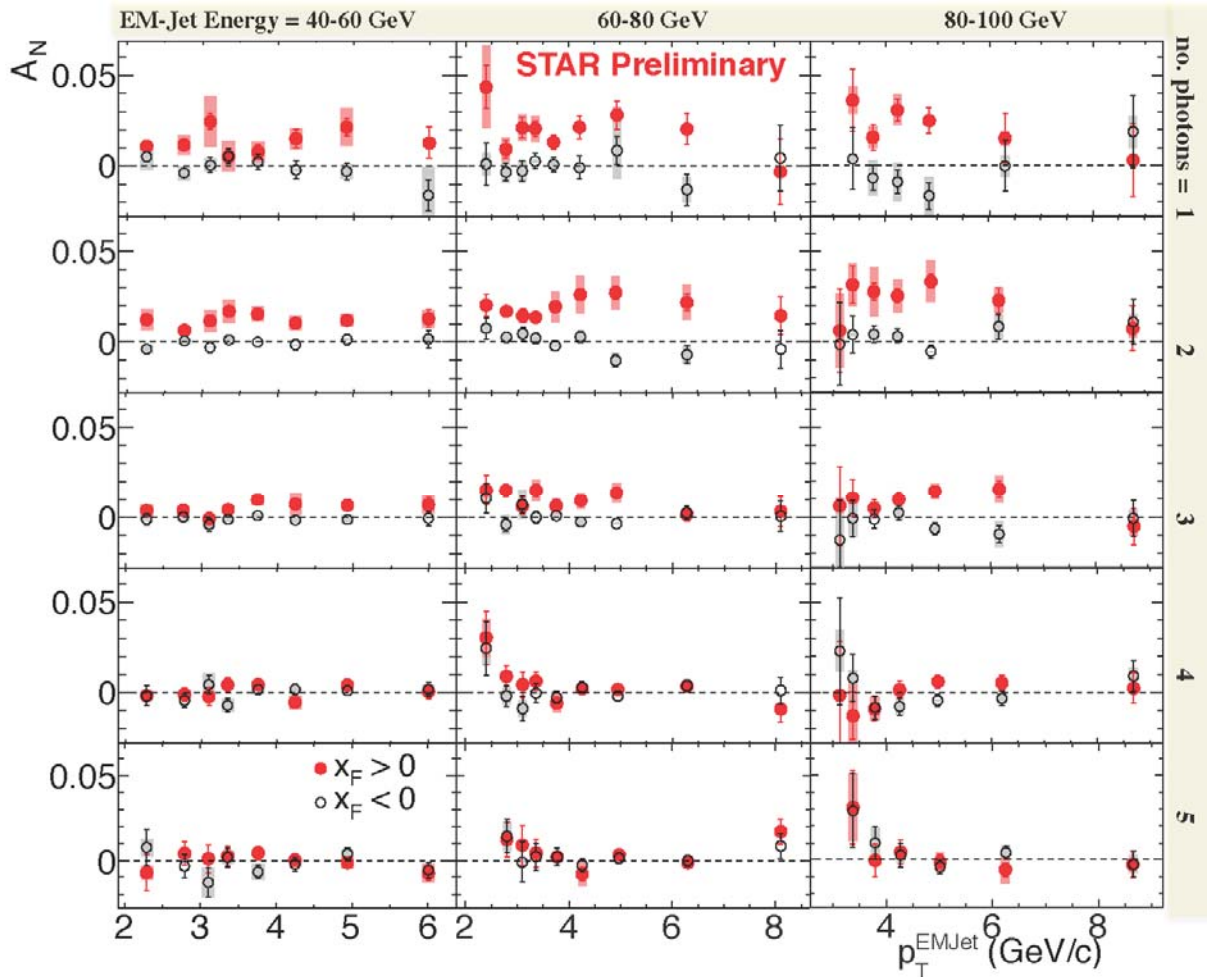 EM-Jet Energy = 40-60 GeV 60-80 GeV 80-100 GeV
A_N
STAR Preliminary
no. photons = 1
0.05
0
0.05
0
2
0.05
0
3
0.05
0
4
0.05
0
5
x_F > 0
x_F < 0
2 3 4 5 6 2 4 6 8 4 6 8
p_T^EMJet (GeV/c)